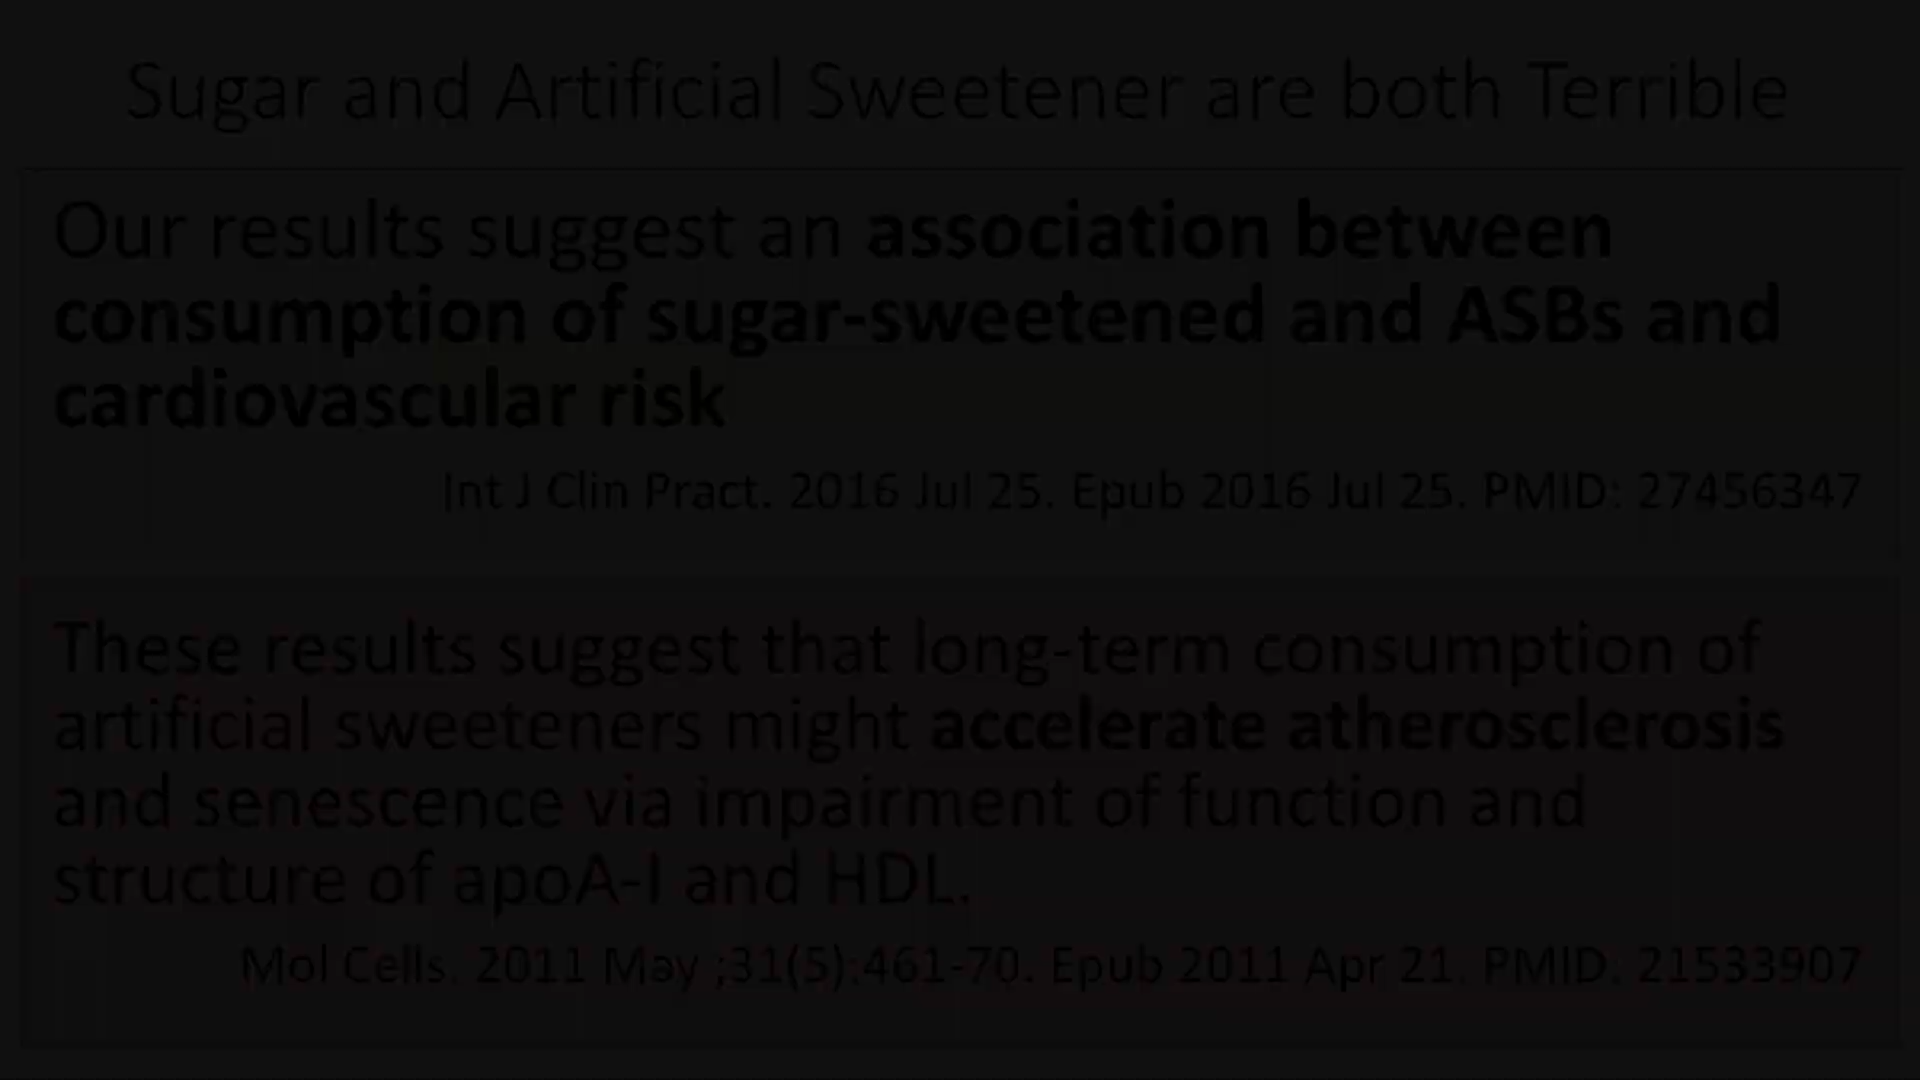 Sugar and Artificial Sweetener are both Terrible
Our results suggest an association between
consumption of sugar-sweetened and ASBs and
cardiovascular risk
Int J Clin Pract. 2016 Jul 25. Epub 2016 Jul 25. PMID: 27456347
These results suggest that long-term consumption of
artificial sweeteners might accelerate atherosclerosis
and senescence via impairment of function and
structure of apoA-I and HDL.
Mol Cells. 2011 May ;31(5):461-70. Epub 2011 Apr 21. PMID: 21533907